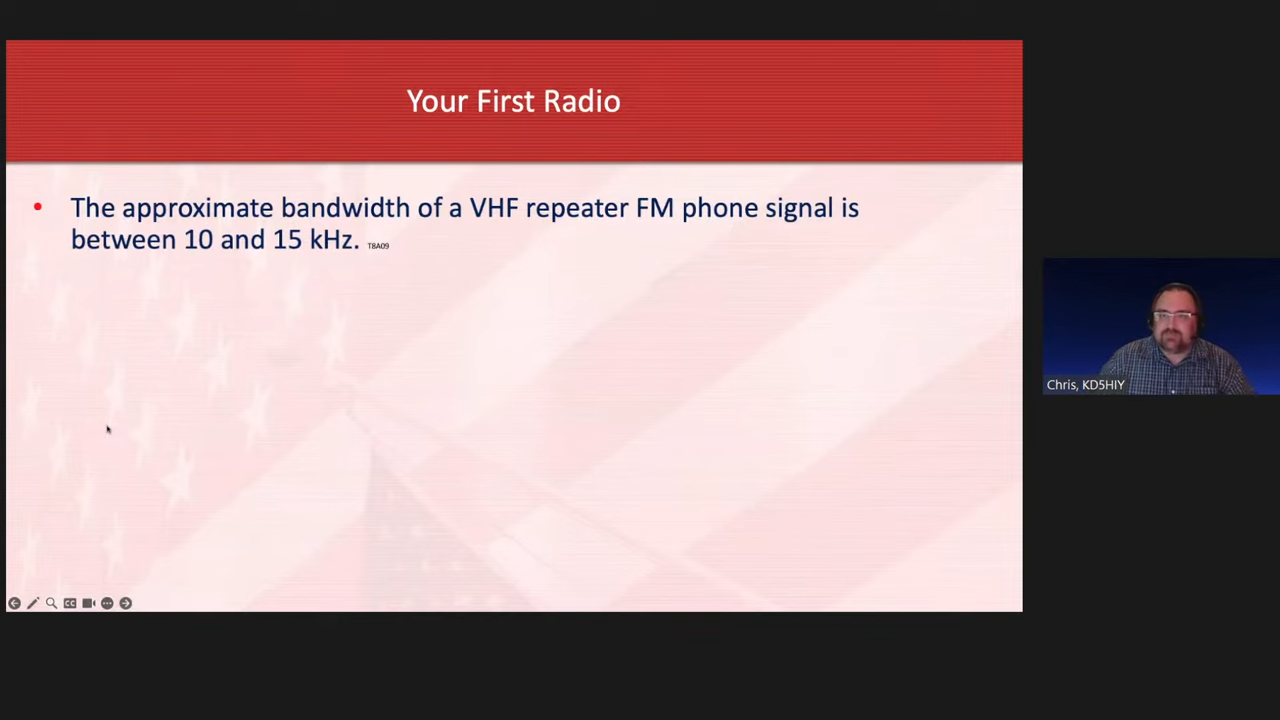 Your First Radio
• The approximate bandwidth of a VHF repeater FM phone signal is
between 10 and 15 kHz. T8A09
Chris, KD5HIY
CC